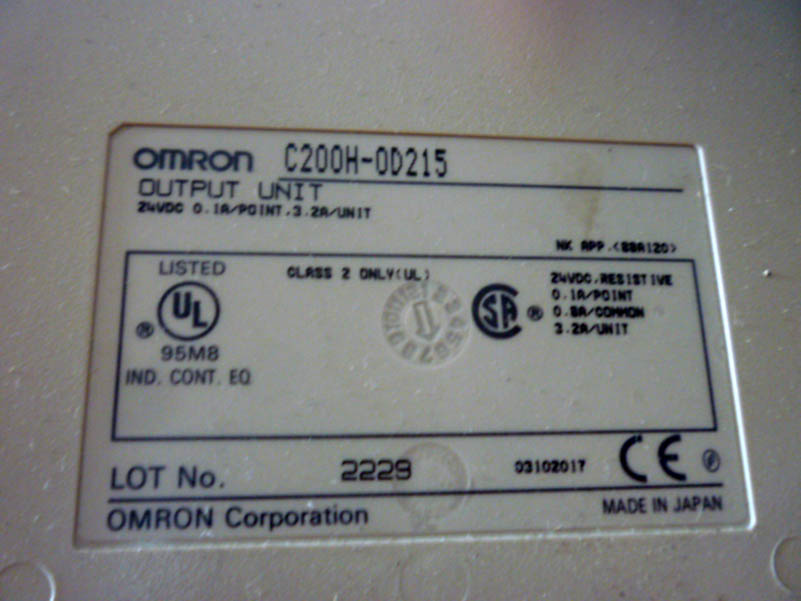 OMRON C200H-OD215
OUTPUT UNIT
24VDC 0.1A/POINT,3.2A/UNIT
NK APP.<88A120>
LISTED
UL
®
95M8
IND. CONT. EQ
CLASS 2 ONLY(UL)
SA ®
24VDC,RESISTIVE
0.1A/POINT
0.8A/COMMON
3.2A/UNIT
LOT No. 2229 03102017 CE
OMRON Corporation MADE IN JAPAN